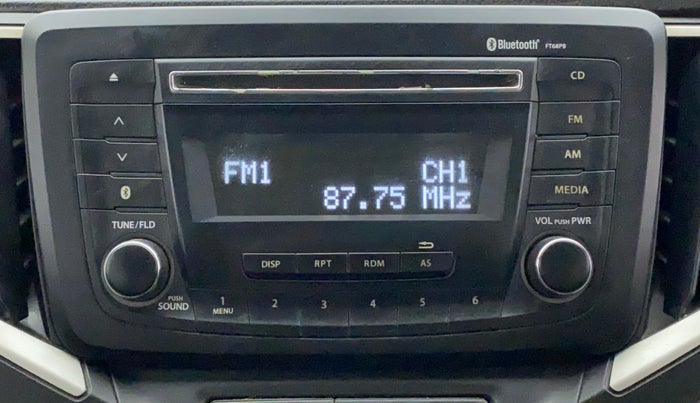 Bluetooth® FT68PB
CD
FM
AM
MEDIA
FM1 CH1
87.75 MHz
TUNE/FLD
VOL PUSH PWR
DISP RPT RDM AS
PUSH
SOUND
1 2 3 4 5 6
MENU